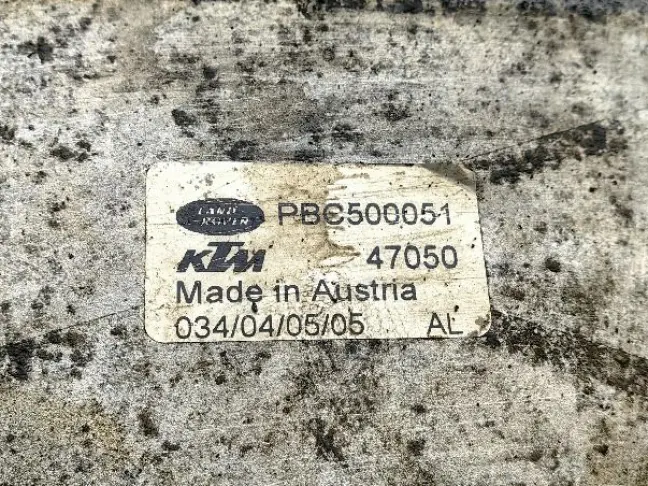 LAND ROVER PBC500051
KTM 47050
Made in Austria
034/04/05/05 AL